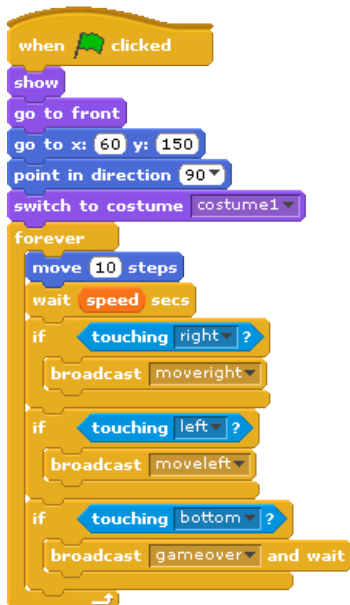 when clicked
show
go to front
go to x: 60 y: 150
point in direction 90
switch to costume costume1
forever
move 10 steps
wait speed secs
if touching right ?
broadcast moveright
if touching left ?
broadcast moveleft
if touching bottom ?
broadcast gameover and wait